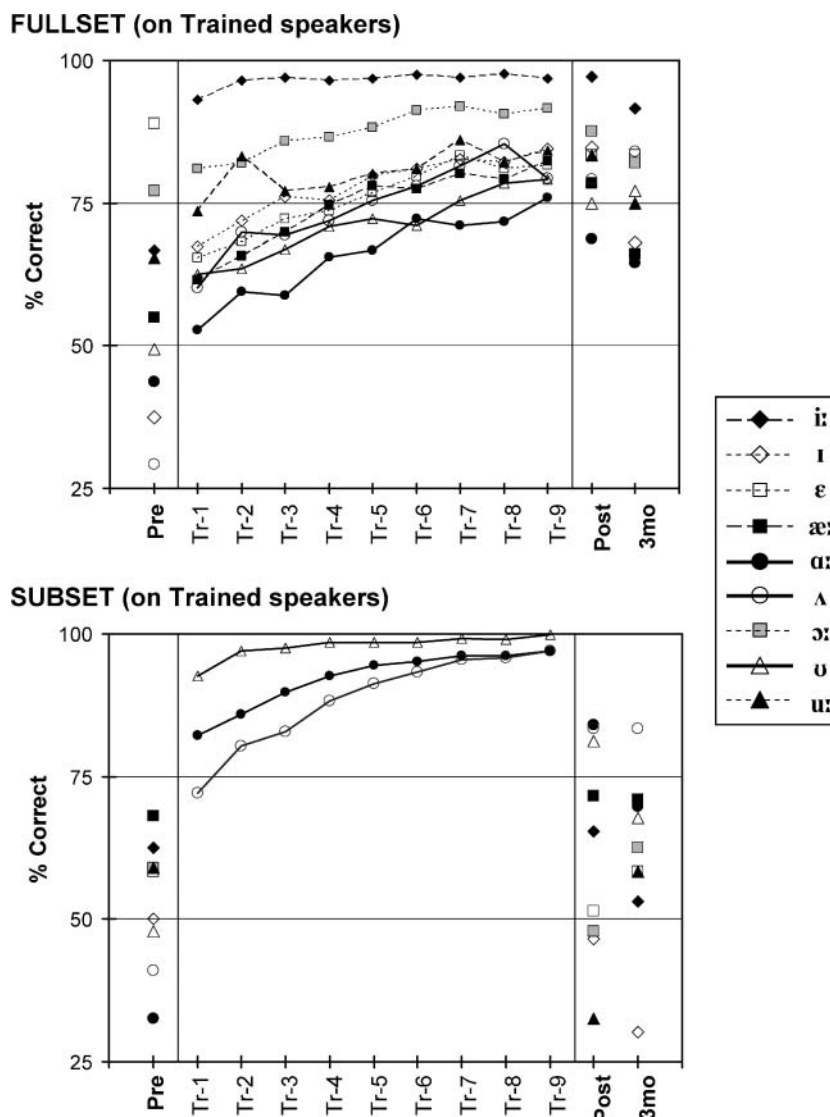 FULLSET (on Trained speakers)
100
75
50
25
% Correct
Pre
Tr-1
Tr-2
Tr-3
Tr-4
Tr-5
Tr-6
Tr-7
Tr-8
Tr-9
Post
3mo
iː
ɪ
ɛ
æː
ɑː
ʌ
ɔː
ʊ
uː
SUBSET (on Trained speakers)
100
75
50
25
% Correct
Pre
Tr-1
Tr-2
Tr-3
Tr-4
Tr-5
Tr-6
Tr-7
Tr-8
Tr-9
Post
3mo